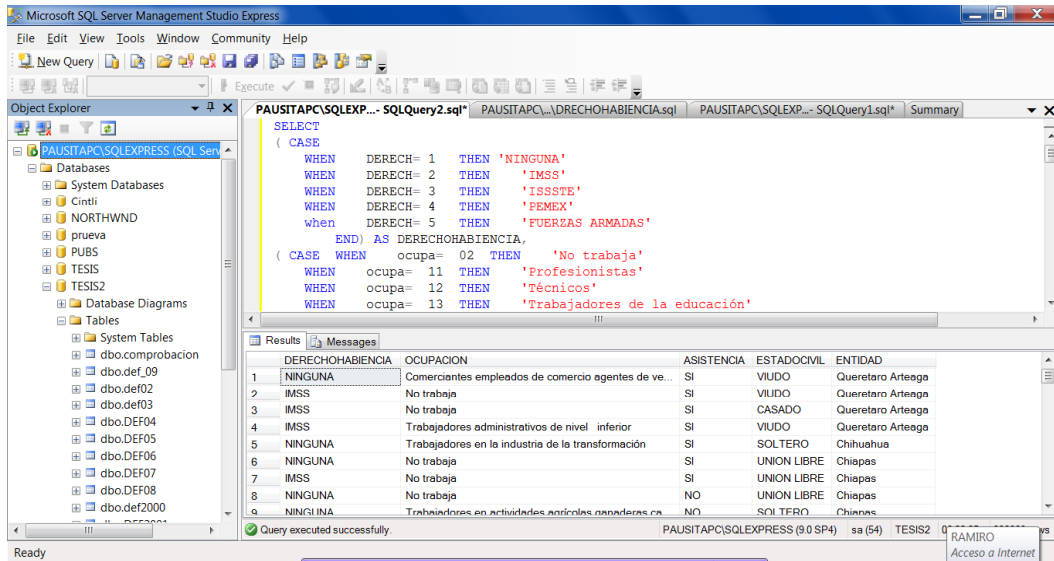 Microsoft SQL Server Management Studio Express
File Edit View Tools Window Community Help
New Query
Execute
Object Explorer
PAUSITAPC\SQLEXPRESS (SQL Serv
Databases
System Databases
Cintli
NORTHWND
prueva
PUBS
TESIS
TESIS2
Database Diagrams
Tables
System Tables
dbo.comprobacion
dbo.def_09
dbo.def02
dbo.def03
dbo.DEF04
dbo.DEF05
dbo.DEF06
dbo.DEF07
dbo.DEF08
dbo.def2000
PAUSITAPC\SQLEXP...- SQLQuery2.sql* PAUSITAPC\...\DRECHOHABIENCIA.sql PAUSITAPC\SQLEXP...- SQLQuery1.sql* Summary
SELECT
( CASE
WHEN DERECH= 1 THEN 'NINGUNA'
WHEN DERECH= 2 THEN 'IMSS'
WHEN DERECH= 3 THEN 'ISSSTE'
WHEN DERECH= 4 THEN 'PEMEX'
when DERECH= 5 THEN 'FUERZAS ARMADAS'
END) AS DERECHOHABIENCIA,
( CASE WHEN ocupa= 02 THEN 'No trabaja'
WHEN ocupa= 11 THEN 'Profesionistas'
WHEN ocupa= 12 THEN 'Técnicos'
WHEN ocupa= 13 THEN 'Trabajadores de la educación'
Results Messages
DERECHOHABIENCIA OCUPACION ASISTENCIA ESTADOCIVIL ENTIDAD
1 NINGUNA Comerciantes empleados de comercio agentes de ve... SI VIUDO Queretaro Arteaga
2 IMSS No trabaja SI VIUDO Queretaro Arteaga
3 IMSS No trabaja SI CASADO Queretaro Arteaga
4 IMSS Trabajadores administrativos de nivel inferior SI VIUDO Queretaro Arteaga
5 NINGUNA Trabajadores en la industria de la transformación SI SOLTERO Chihuahua
6 NINGUNA No trabaja SI UNION LIBRE Chiapas
7 IMSS No trabaja SI UNION LIBRE Chiapas
8 NINGUNA No trabaja NO UNION LIBRE Chiapas
9 NINGUNA Trabajadores en actividades agrícolas ganaderas ca NO SOLTERO Chiapas
Query executed successfully. PAUSITAPC\SQLEXPRESS (9.0 SP4) sa (54) TESIS2
Ready
RAMIRO
Acceso a Internet